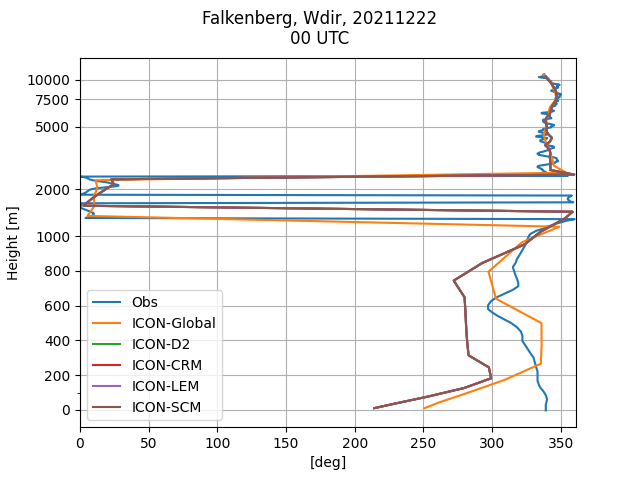 Falkenberg, Wdir, 20211222
00 UTC
Height [m]
10000
7500
5000
2000
1000
800
600
400
200
0
Obs
ICON-Global
ICON-D2
ICON-CRM
ICON-LEM
ICON-SCM
0 50 100 150 200 250 300 350
[deg]